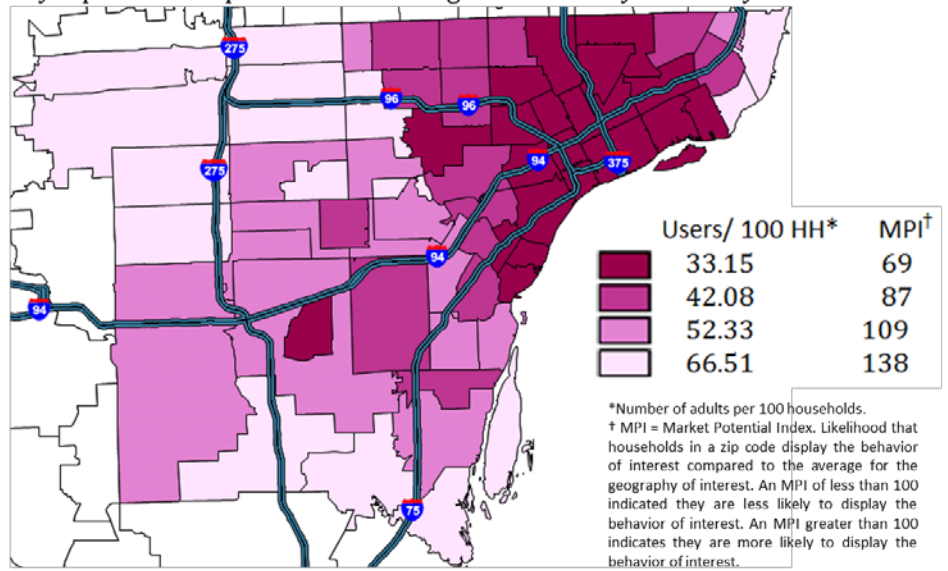 275
96
96
275
94
375
94
94
75
Users/ 100 HH* MPI†
33.15 69
42.08 87
52.33 109
66.51 138
*Number of adults per 100 households.
† MPI = Market Potential Index. Likelihood that
households in a zip code display the behavior
of interest compared to the average for the
geography of interest. An MPI of less than 100
indicated they are less likely to display the
behavior of interest. An MPI greater than 100
indicates they are more likely to display the
behavior of interest.